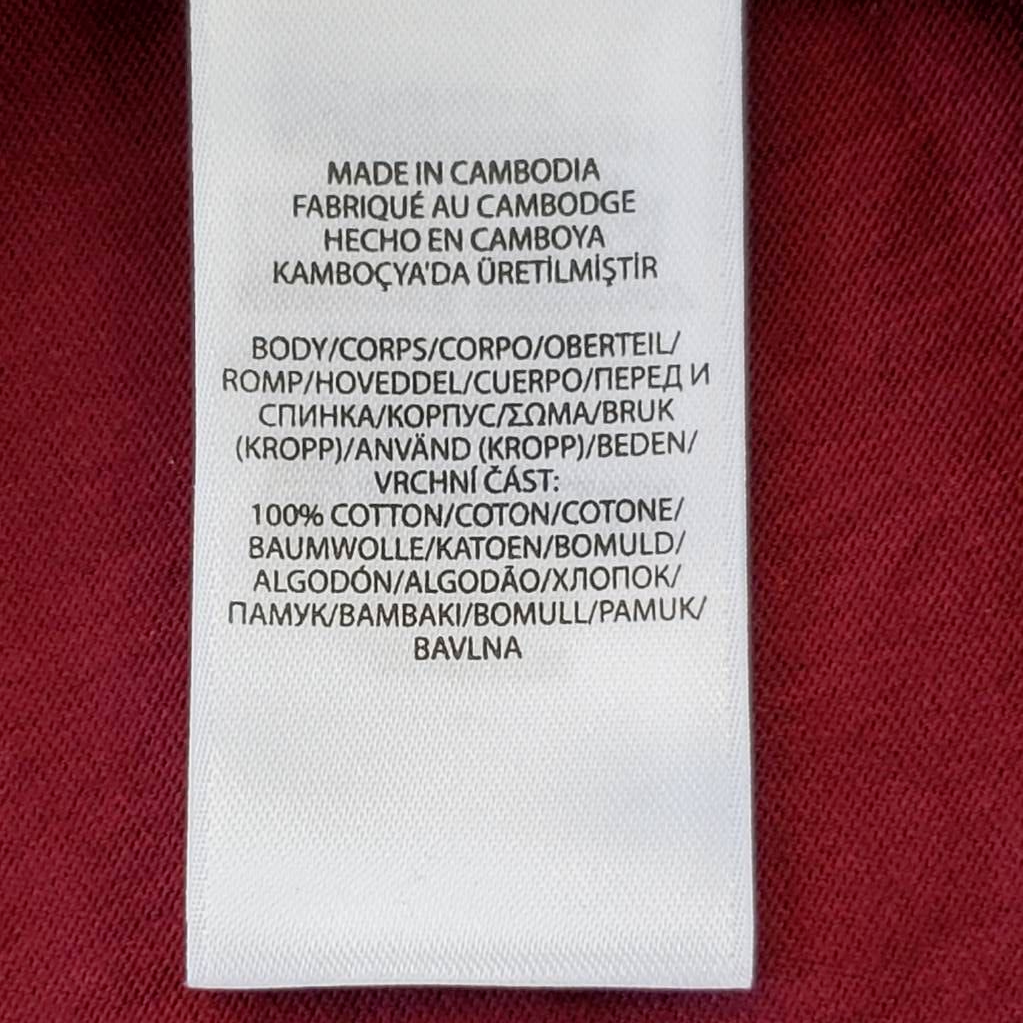 MADE IN CAMBODIA
FABRIQUÉ AU CAMBODGE
HECHO EN CAMBOYA
KAMBOÇYA'DA ÜRETİLMİŞTİR
BODY/CORPS/CORPO/OBERTEIL/
ROMP/HOVEDDEL/CUERPO/ПЕРЕД И
СПИНКА/КОРПУС/ΣΩΜΑ/BRUK
(KROPP)/ANVÄND (KROPP)/BEDEN/
VRCHNÍ ČÁST:
100% COTTON/COTON/COTONE/
BAUMWOLLE/KATOEN/BOMULD/
ALGODÓN/ALGODÃO/ХЛОПОК/
ПАМУК/ΒΑΜΒΑΚΙ/BOMULL/PAMUK/
BAVLNA